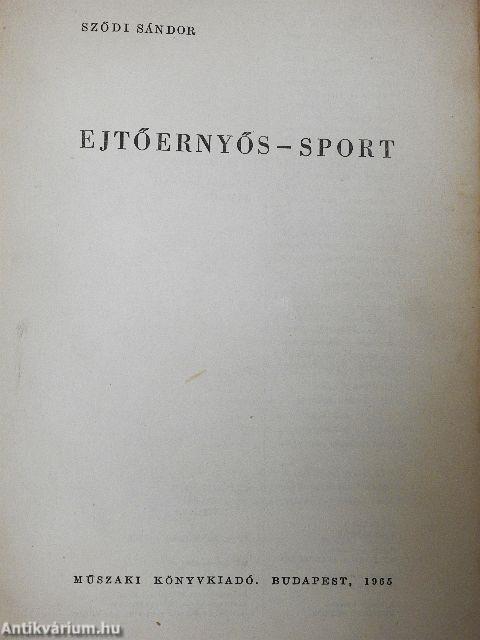 SZŐDI SÁNDOR
EJTŐERNYŐS – SPORT
MŰSZAKI KÖNYVKIADÓ. BUDAPEST, 1965
Antikvárium.hu